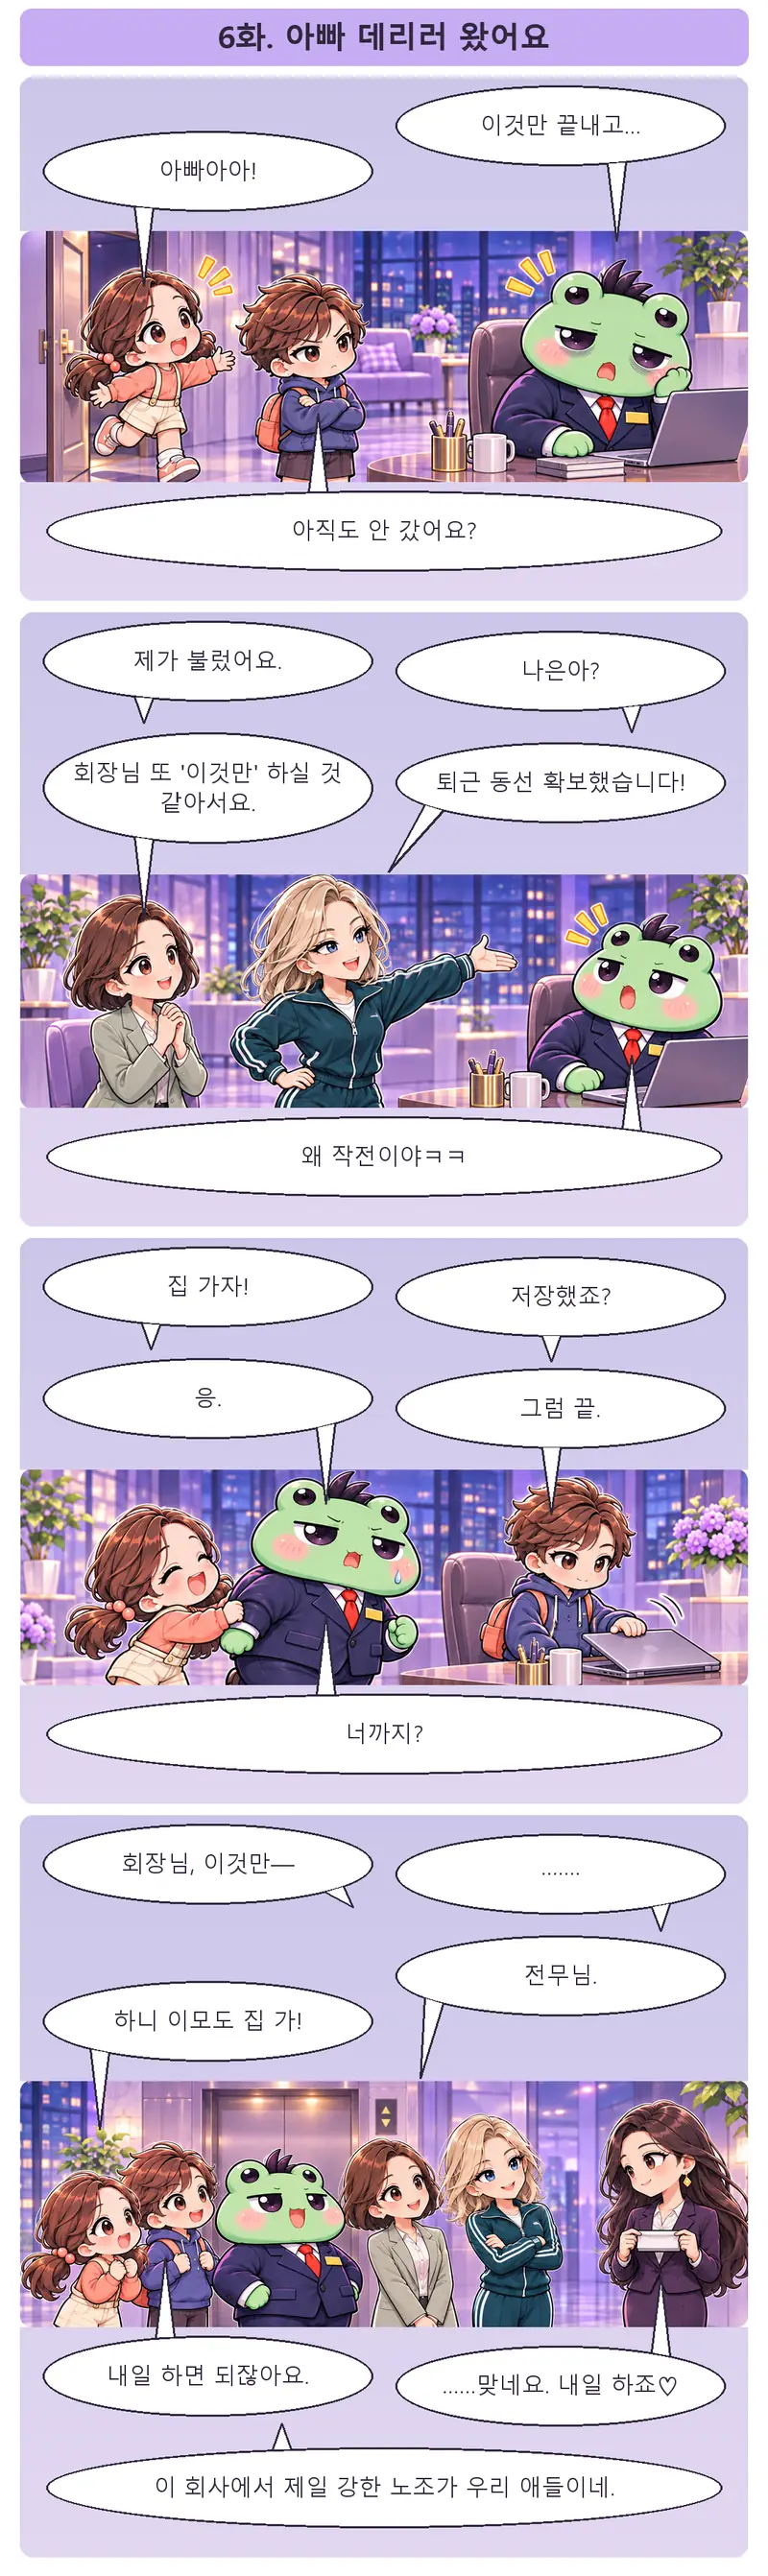 6화. 아빠 데리러 왔어요
이것만 끝내고...
아빠아아!
아직도 안 갔어요?
제가 불렀어요.
나은아?
회장님 또 '이것만' 하실 것
같아서요.
퇴근 동선 확보했습니다!
왜 작전이야ㅋㅋ
집 가자!
저장했죠?
응.
그럼 끝.
너까지?
회장님, 이것만—
.......
전무님.
하니 이모도 집 가!
내일 하면 되잖아요.
......맞네요. 내일 하죠♡
이 회사에서 제일 강한 노조가 우리 애들이네.